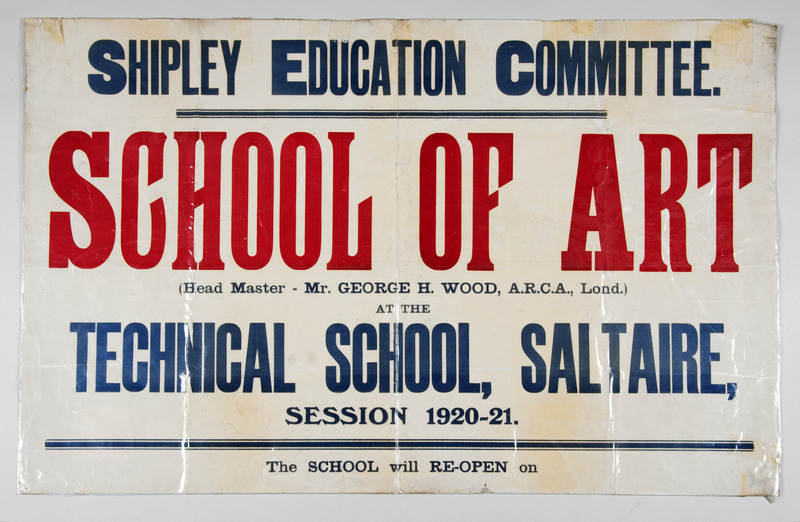 SHIPLEY EDUCATION COMMITTEE.
SCHOOL OF ART
(Head Master - Mr. GEORGE H. WOOD, A.R.C.A., Lond.)
AT THE
TECHNICAL SCHOOL, SALTAIRE,
SESSION 1920-21.
The SCHOOL will RE-OPEN on